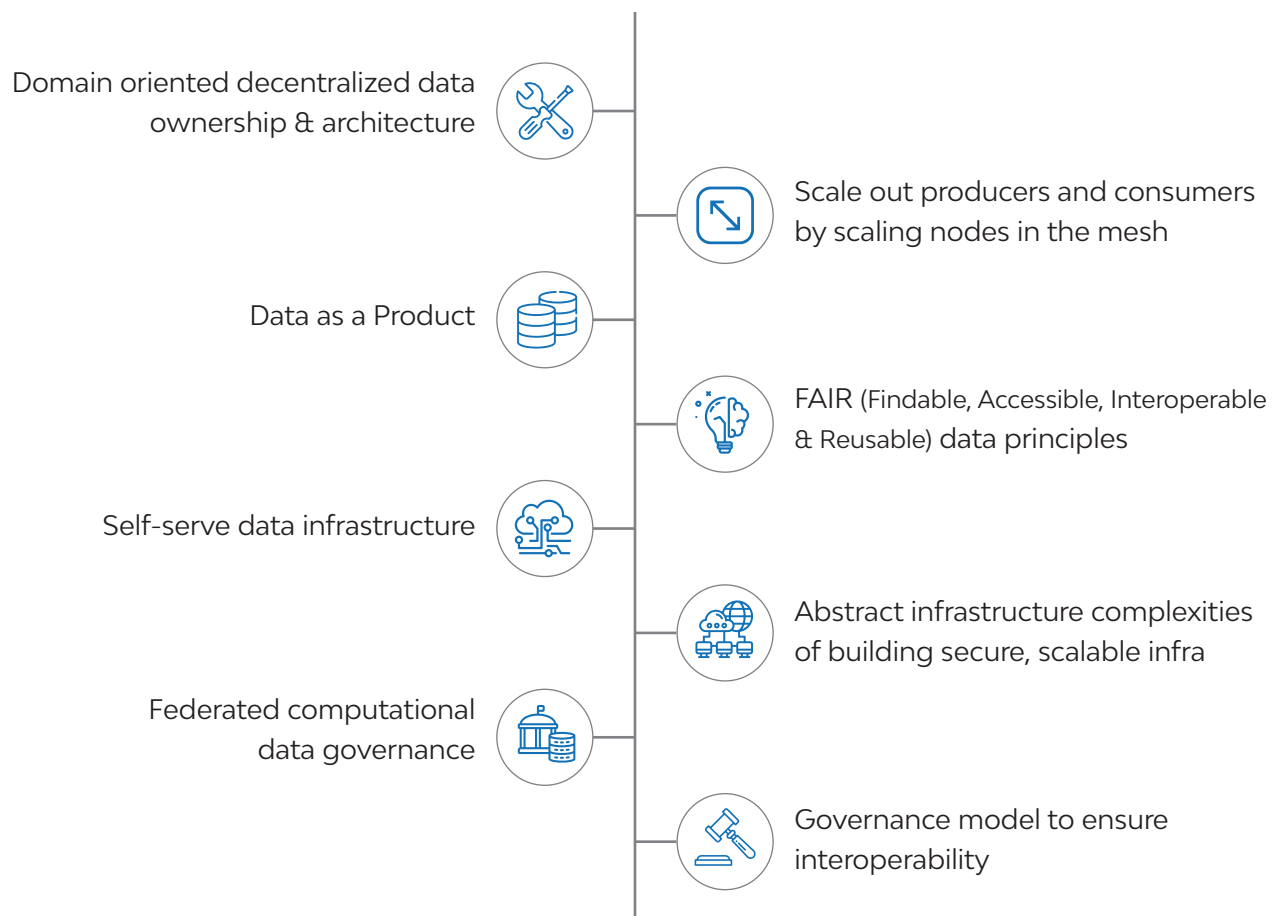 Domain oriented decentralized data
ownership & architecture
Scale out producers and consumers
by scaling nodes in the mesh
Data as a Product
FAIR (Findable, Accessible, Interoperable
& Reusable) data principles
Self-serve data infrastructure
Abstract infrastructure complexities
of building secure, scalable infra
Federated computational
data governance
Governance model to ensure
interoperability